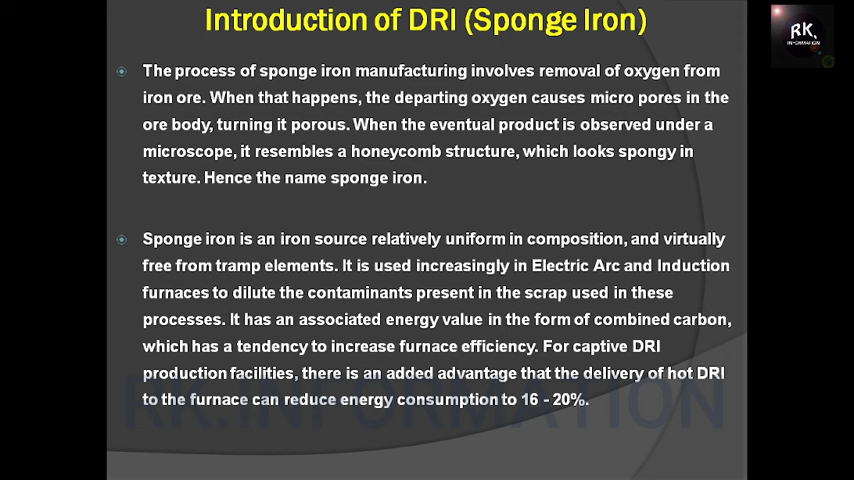 Introduction of DRI (Sponge Iron)
RK.
INFORMATION
The process of sponge iron manufacturing involves removal of oxygen from
iron ore. When that happens, the departing oxygen causes micro pores in the
ore body, turning it porous. When the eventual product is observed under a
microscope, it resembles a honeycomb structure, which looks spongy in
texture. Hence the name sponge iron.
Sponge iron is an iron source relatively uniform in composition, and virtually
free from tramp elements. It is used increasingly in Electric Arc and Induction
furnaces to dilute the contaminants present in the scrap used in these
processes. It has an associated energy value in the form of combined carbon,
which has a tendency to increase furnace efficiency. For captive DRI
production facilities, there is an added advantage that the delivery of hot DRI
to the furnace can reduce energy consumption to 16 - 20%.
RK.INFORMATION